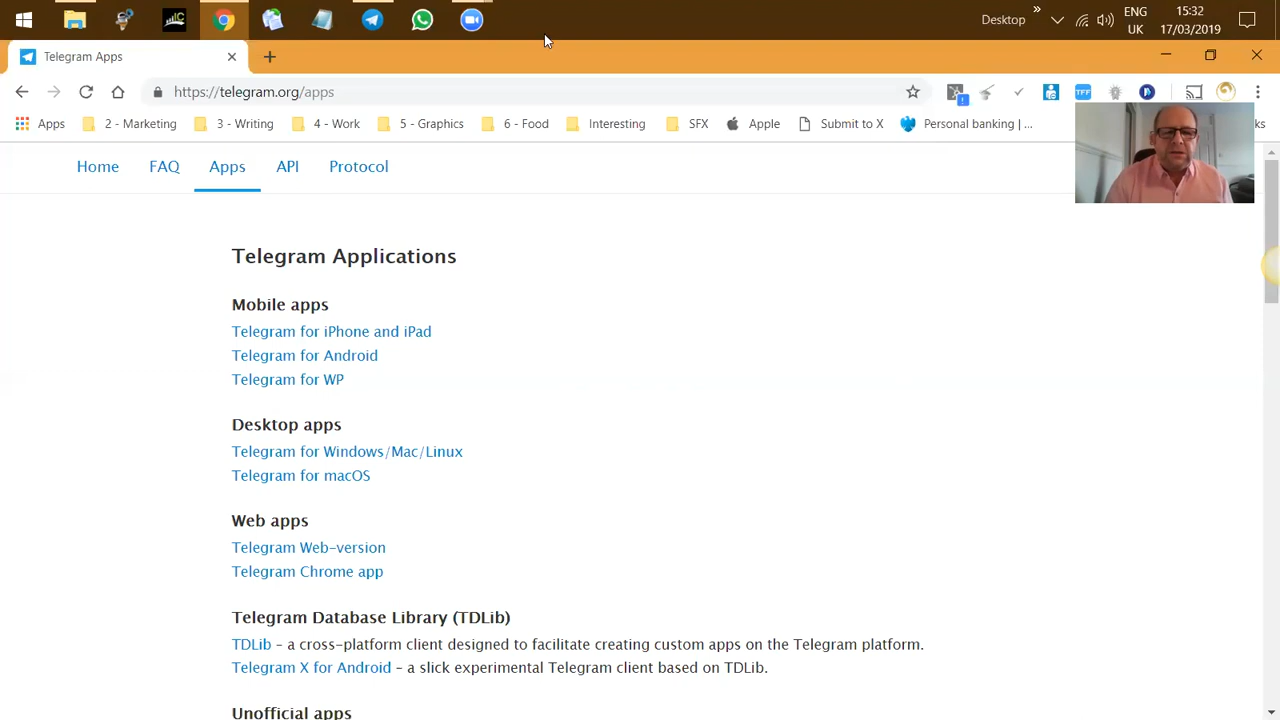 Desktop
»
ENG
UK
15:32
17/03/2019
Telegram Apps
https://telegram.org/apps
TFF
Apps
2 - Marketing
3 - Writing
4 - Work
5 - Graphics
6 - Food
Interesting
SFX
Apple
Submit to X
Personal banking | ...
ks
Home
FAQ
Apps
API
Protocol
Telegram Applications
Mobile apps
Telegram for iPhone and iPad
Telegram for Android
Telegram for WP
Desktop apps
Telegram for Windows/Mac/Linux
Telegram for macOS
Web apps
Telegram Web-version
Telegram Chrome app
Telegram Database Library (TDLib)
TDLib – a cross-platform client designed to facilitate creating custom apps on the Telegram platform.
Telegram X for Android – a slick experimental Telegram client based on TDLib.
Unofficial apps